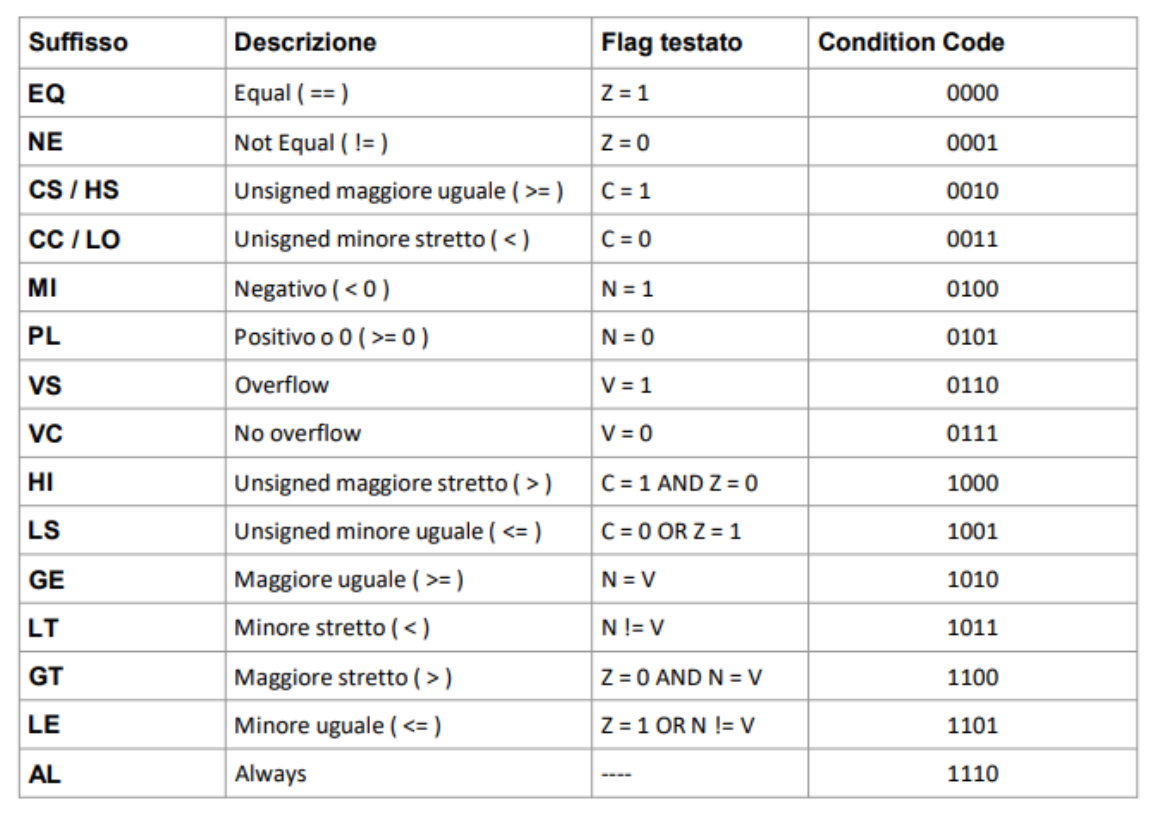 Suffisso Descrizione Flag testato Condition Code
EQ Equal ( == ) Z = 1 0000
NE Not Equal ( != ) Z = 0 0001
CS / HS Unsigned maggiore uguale ( >= ) C = 1 0010
CC / LO Unisgned minore stretto ( < ) C = 0 0011
MI Negativo ( < 0 ) N = 1 0100
PL Positivo o 0 ( >= 0 ) N = 0 0101
VS Overflow V = 1 0110
VC No overflow V = 0 0111
HI Unsigned maggiore stretto ( > ) C = 1 AND Z = 0 1000
LS Unsigned minore uguale ( <= ) C = 0 OR Z = 1 1001
GE Maggiore uguale ( >= ) N = V 1010
LT Minore stretto ( < ) N != V 1011
GT Maggiore stretto ( > ) Z = 0 AND N = V 1100
LE Minore uguale ( <= ) Z = 1 OR N != V 1101
AL Always ---- 1110